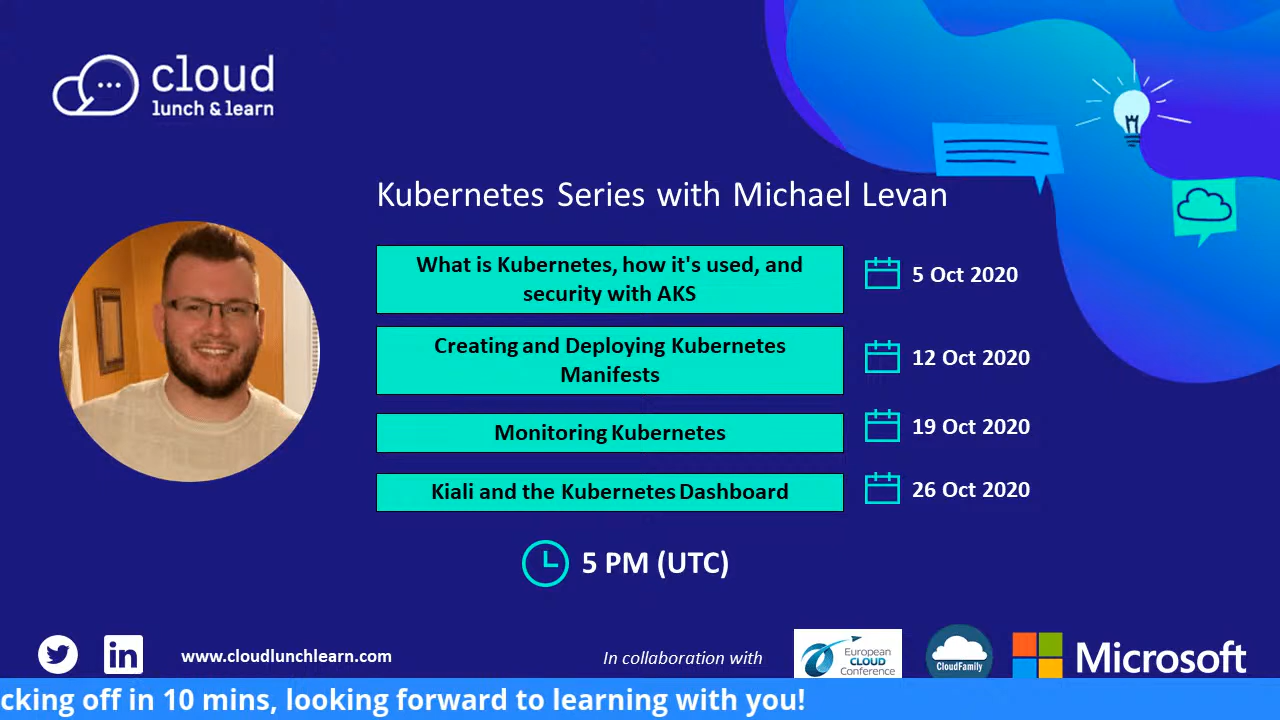 cloud
lunch & learn
Kubernetes Series with Michael Levan
What is Kubernetes, how it's used, and
security with AKS
5 Oct 2020
Creating and Deploying Kubernetes
Manifests
12 Oct 2020
Monitoring Kubernetes
19 Oct 2020
Kiali and the Kubernetes Dashboard
26 Oct 2020
5 PM (UTC)
in
www.cloudlunchlearn.com
In collaboration with
European
CLOUD
Conference
CloudFamily
Microsoft
cking off in 10 mins, looking forward to learning with you!